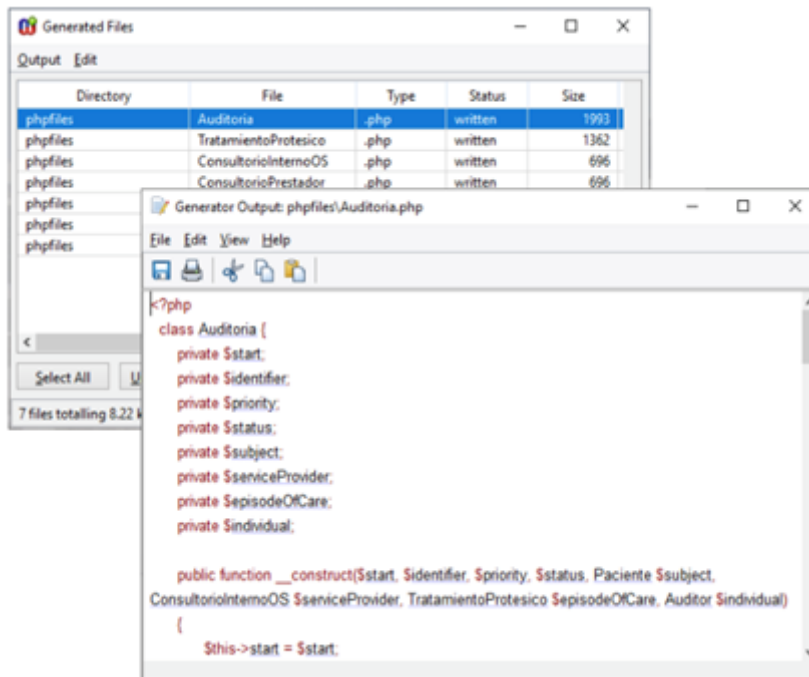 Generated Files
Output Edit
Directory File Type Status Size
phpfiles Auditoria .php written 1993
phpfiles TratamientoProtesico .php written 1362
phpfiles ConsultorioInternoOS .php written 696
phpfiles ConsultorioPrestador .php written 696
phpfiles
phpfiles
phpfiles
Select All U
7 files totalling 8.22 k
Generator Output: phpfiles\Auditoria.php
File Edit View Help
<?php
class Auditoria {
private $start;
private $identifier;
private $priority;
private $status;
private $subject;
private $serviceProvider;
private $episodeOfCare;
private $individual;
public function __construct($start, $identifier, $priority, $status, Paciente $subject,
ConsultorioInternoOS $serviceProvider, TratamientoProtesico $episodeOfCare, Auditor $individual)
{
$this->start = $start;